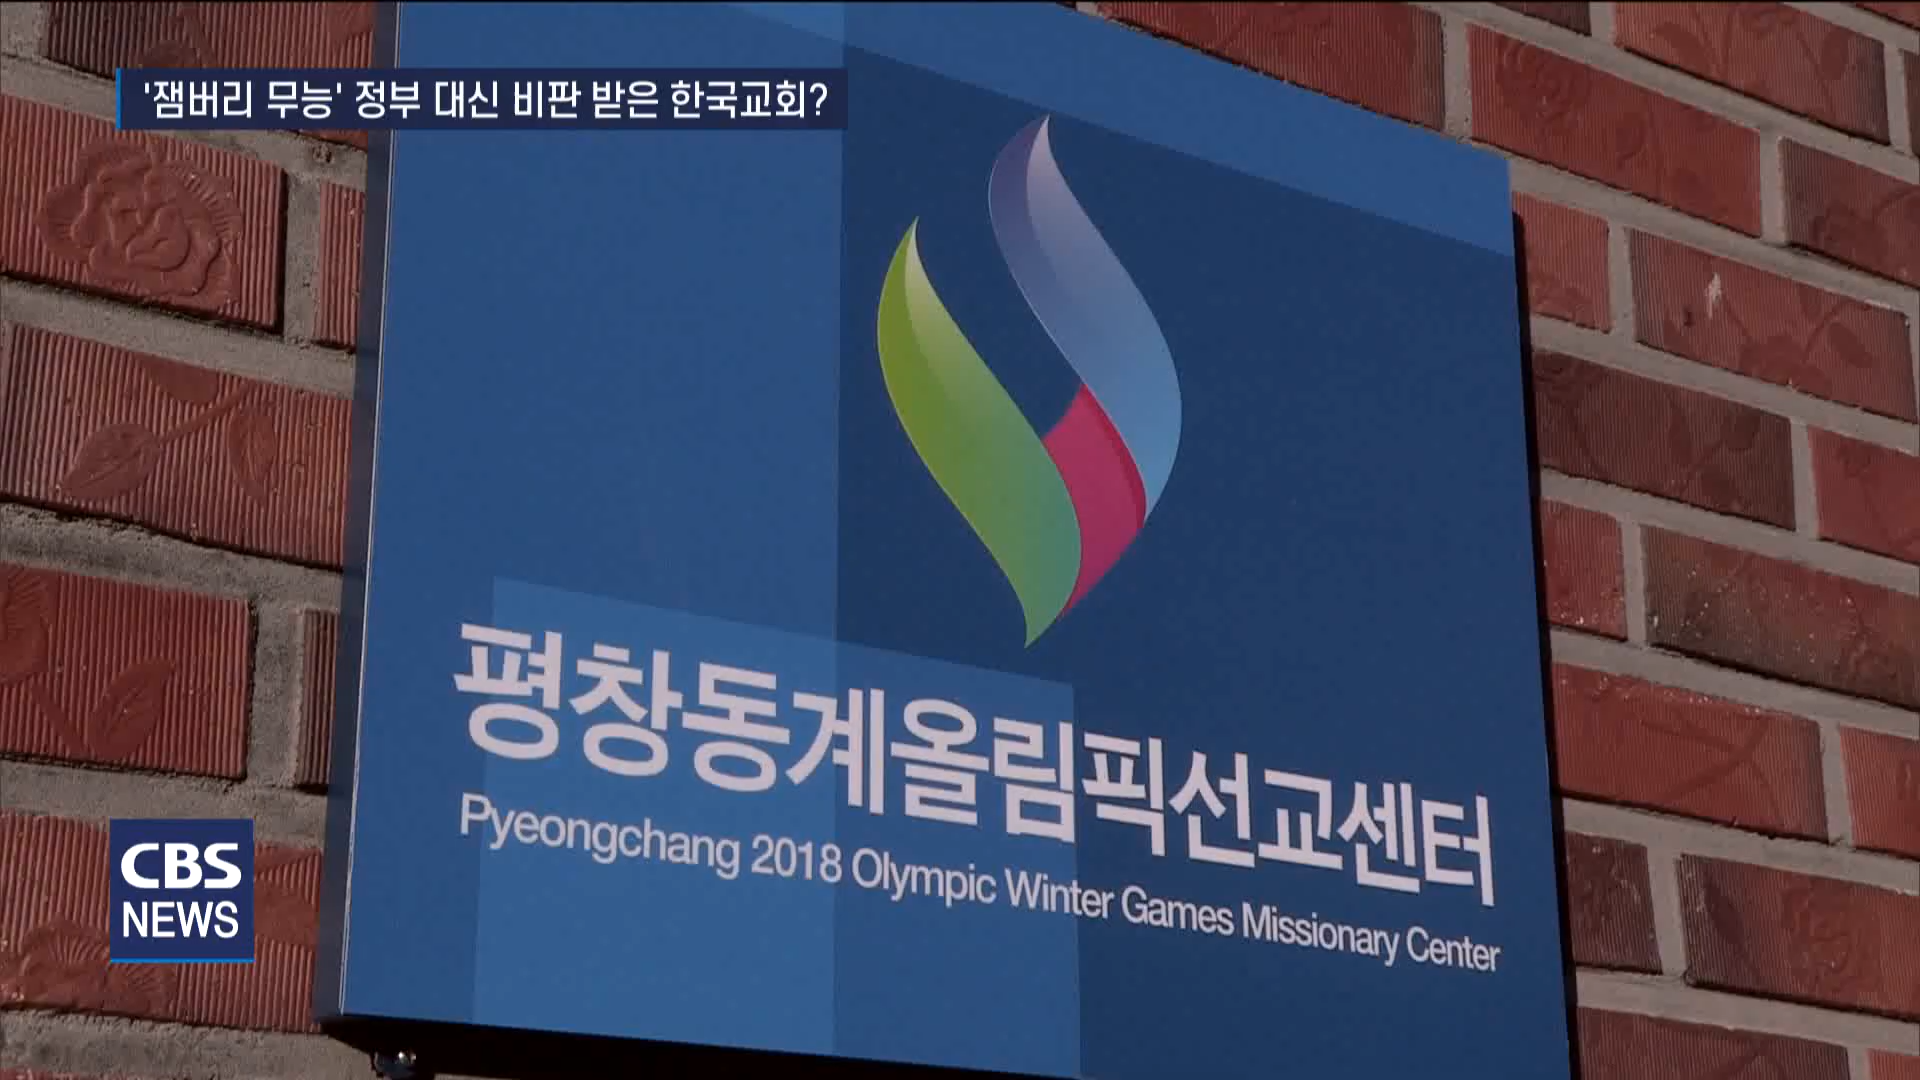 '잼버리 무능' 정부 대신 비판 받은 한국교회?
평창동계올림픽선교센터
Pyeongchang 2018 Olympic Winter Games Missionary Center
CBS
NEWS